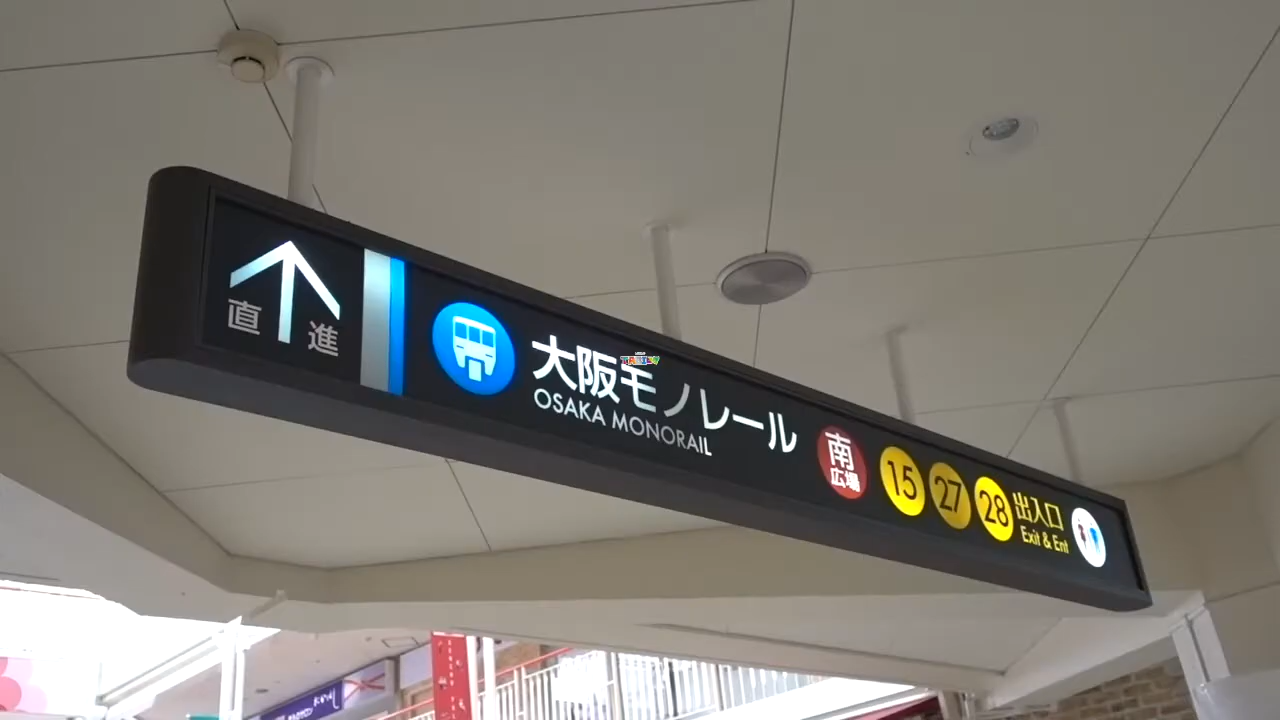 直進
大阪モノレール
OSAKA MONORAIL
南
広場
15 27 28
出入口
Exit & Ent